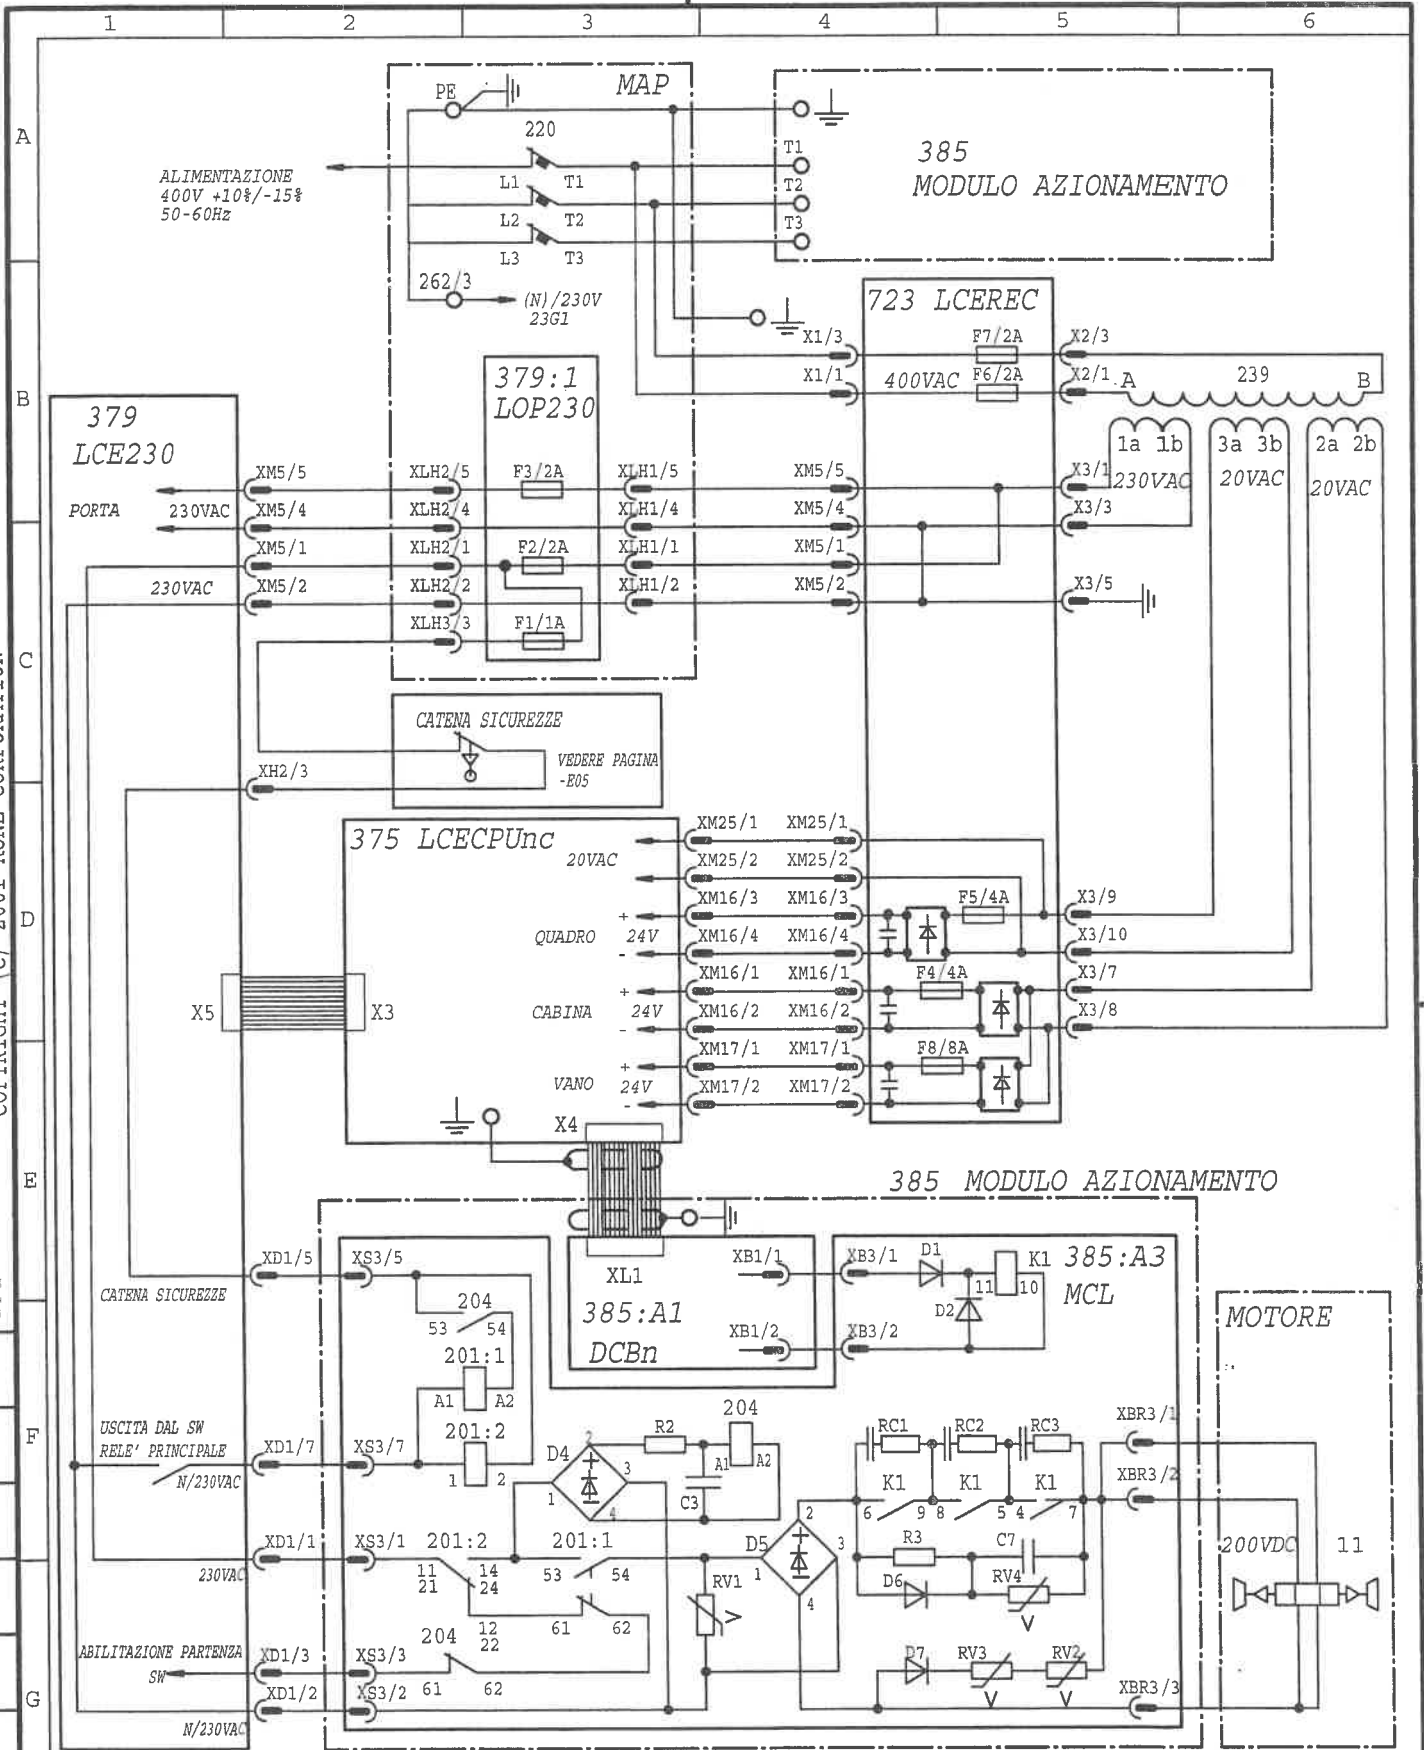 1 2 3 4 5 6
A
B
C
D
E
F
G
MAP
PE
220
ALIMENTAZIONE
400V +10%/-15%
50-60Hz
L1 T1
L2 T2
L3 T3
T1
T2
T3
385
MODULO AZIONAMENTO
262/3
(N)/230V
23G1
723 LCEREC
X1/3 F7/2A X2/3
X1/1 400VAC F6/2A X2/1
A 239 B
1a 1b 3a 3b 2a 2b
230VAC 20VAC 20VAC
379:1
LOP230
379
LCE230
XM5/5 XLH2/5 F3/2A XLH1/5 XM5/5 X3/1
PORTA 230VAC XM5/4 XLH2/4 XLH1/4 XM5/4 X3/3
XM5/1 XLH2/1 F2/2A XLH1/1 XM5/1
230VAC XM5/2 XLH2/2 XLH1/2 XM5/2 X3/5
XLH3/3 F1/1A
CATENA SICUREZZE
VEDERE PAGINA
-E05
XH2/3
375 LCECPUnc
20VAC
XM25/1 XM25/1
XM25/2 XM25/2
+ XM16/3 XM16/3 F5/4A X3/9
QUADRO 24V
- XM16/4 XM16/4 X3/10
+ XM16/1 XM16/1 F4/4A X3/7
CABINA 24V
- XM16/2 XM16/2 X3/8
+ XM17/1 XM17/1 F8/8A
VANO 24V
- XM17/2 XM17/2
X5 X3
X4
385 MODULO AZIONAMENTO
XL1
385:A1
DCBn
XB1/1 XB3/1 D1 K1
11 10
D2
XB1/2 XB3/2
385:A3
MCL
MOTORE
XD1/5 XS3/5
CATENA SICUREZZE
204
53 54
201:1
A1 A2
201:2
1 2
USCITA DAL SW
RELE' PRINCIPALE
N/230VAC
XD1/7 XS3/7
D4
1 2 3 4
R2
204
A1 A2
C3
RC1 RC2 RC3
K1 K1 K1
6 9 8 5 4 7
XBR3/1
XBR3/2
XD1/1 XS3/1
230VAC
201:2
11 14
21 24
12
22
201:1
53 54
61 62
RV1
V
D5
1 2 3 4
R3 C7
D6 RV4
V
200VDC 11
ABILITAZIONE PARTENZA
SW
XD1/3 XS3/3
204
61 62
D7 RV3 RV2
V V
XD1/2 XS3/2
N/230VAC
XBR3/3